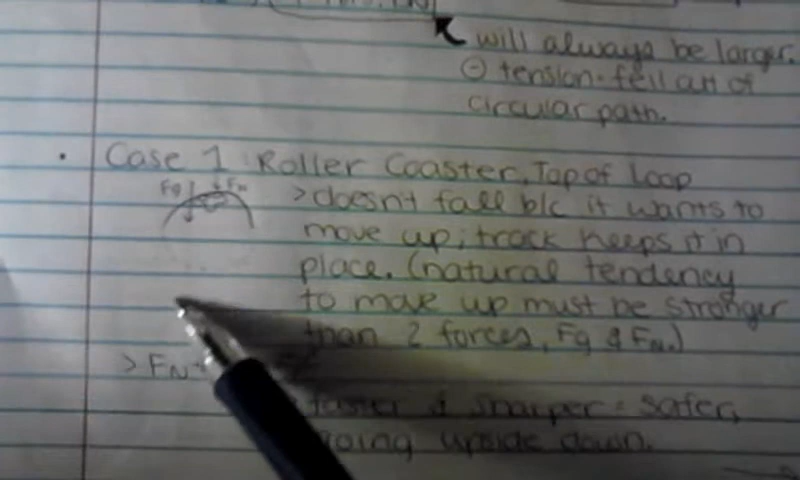 will always be larger.
⊖ tension = fell out of
circular path.
• Case 1 Roller Coaster, Top of Loop
Fg Fn
> doesn't fall b/c it wants to
move up; track keeps it in
place. (natural tendency
to move up must be stronger
than 2 forces, Fg & FN.)
> FN +
faster & sharper = safer,
going upside down.